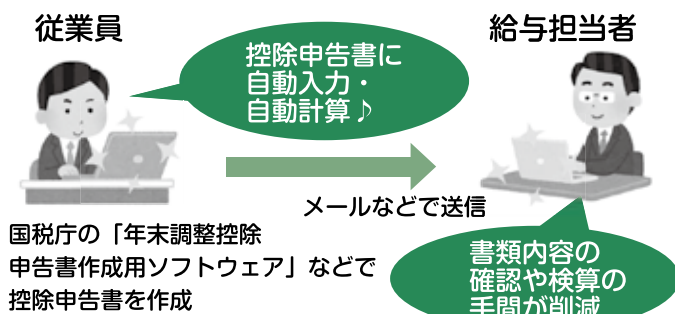 従業員
給与担当者
控除申告書に
自動入力・
自動計算♪
メールなどで送信
国税庁の「年末調整控除
申告書作成用ソフトウェア」などで
控除申告書を作成
書類内容の
確認や検算の
手間が削減